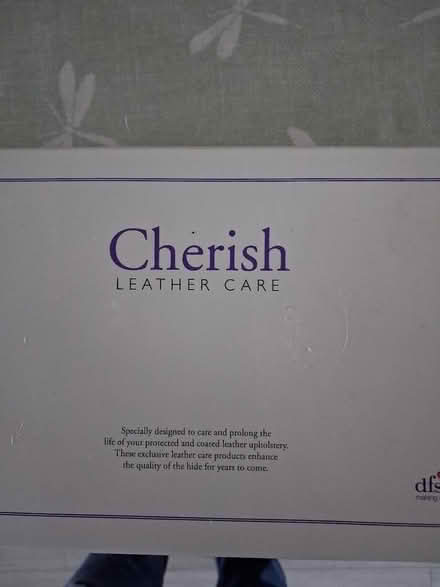 Cherish
LEATHER CARE
Specially designed to care and prolong the
life of your protected and coated leather upholstery.
These exclusive leather care products enhance
the quality of the hide for years to come.
dfs
making